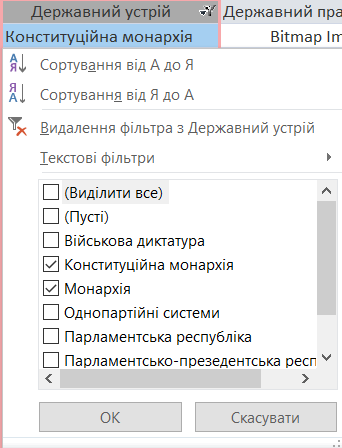 Державний устрій
Державний пра
Конституційна монархія
Bitmap Im
Сортування від А до Я
Сортування від Я до А
Видалення фільтра з Державний устрій
Текстові фільтри
(Виділити все)
(Пусті)
Військова диктатура
Конституційна монархія
Монархія
Однопартійні системи
Парламентська республіка
Парламентсько-презедентська респ
ОК
Скасувати